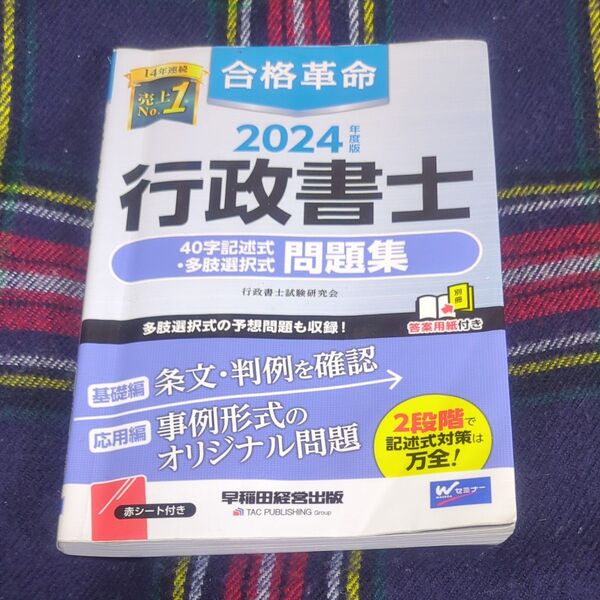 14年連続
売上
No.1
合格革命
2024年度版
行政書士
40字記述式
・多肢選択式
問題集
行政書士試験研究会
別冊
答案用紙付き
多肢選択式の予想問題も収録！
基礎編 条文・判例を確認
応用編 事例形式の
オリジナル問題
2段階で
記述式対策は
万全！
赤シート付き
早稲田経営出版
TAC PUBLISHING Group
Wセミナー